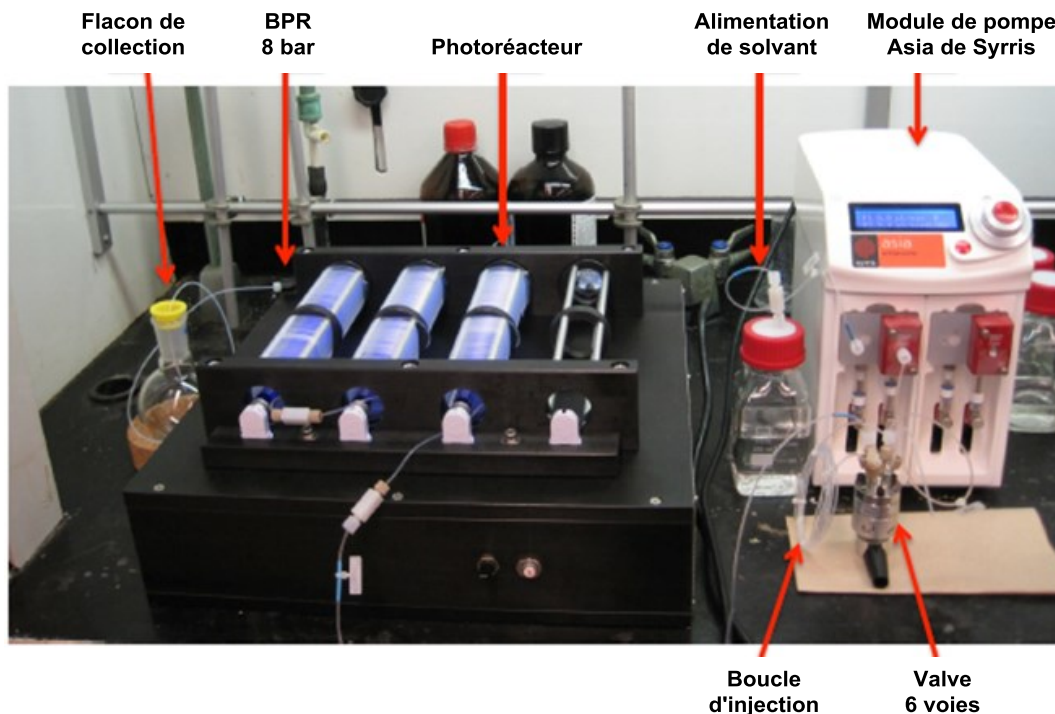 Flacon de
collection
BPR
8 bar
Photoréacteur
Alimentation
de solvant
Module de pompe
Asia de Syrris
asia
Boucle
d'injection
Valve
6 voies